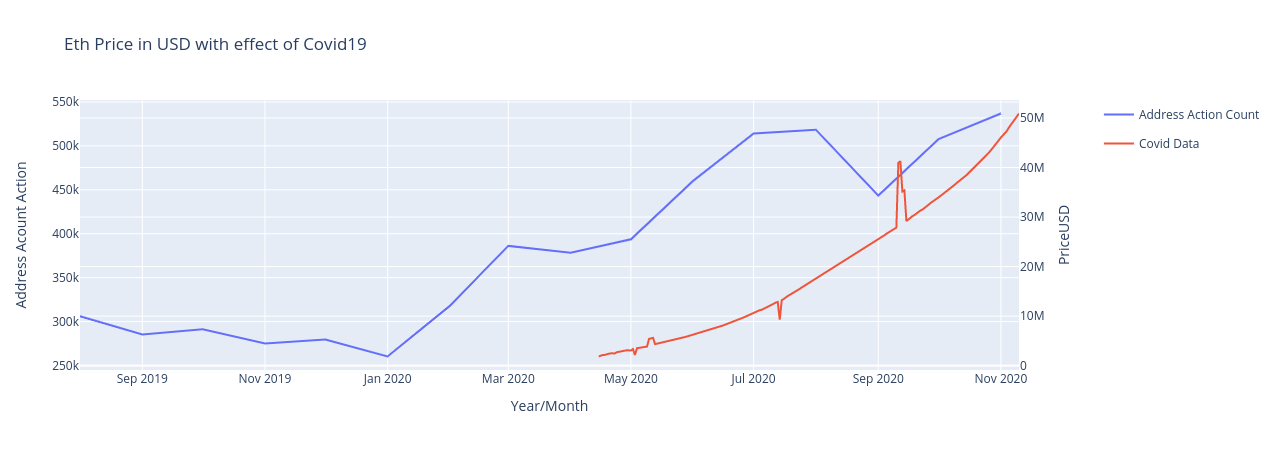 Eth Price in USD with effect of Covid19
550k
500k
450k
400k
350k
300k
250k
Address Acount Action
50M
40M
30M
20M
10M
0
PriceUSD
Address Action Count
Covid Data
Sep 2019
Nov 2019
Jan 2020
Mar 2020
May 2020
Jul 2020
Sep 2020
Nov 2020
Year/Month